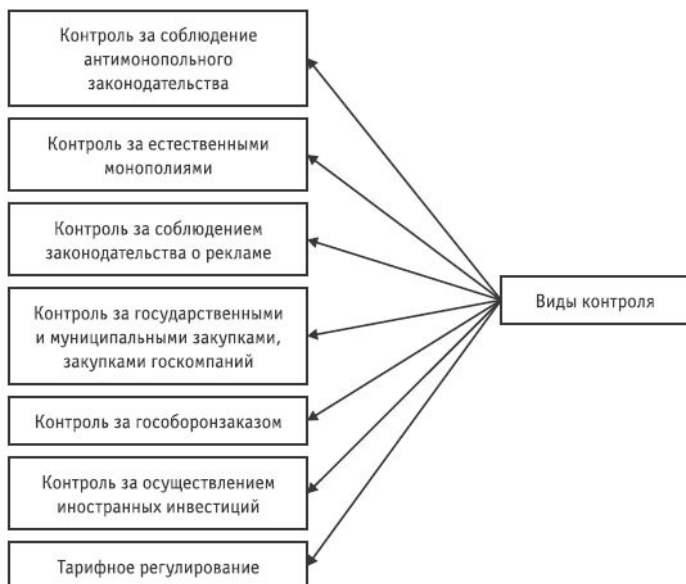 Контроль за соблюдение
антимонопольного
законодательства
Контроль за естественными
монополиями
Контроль за соблюдением
законодательства о рекламе
Контроль за государственными
и муниципальными закупками,
закупками госкомпаний
Контроль за гособоронзаказом
Контроль за осуществлением
иностранных инвестиций
Тарифное регулирование
Виды контроля